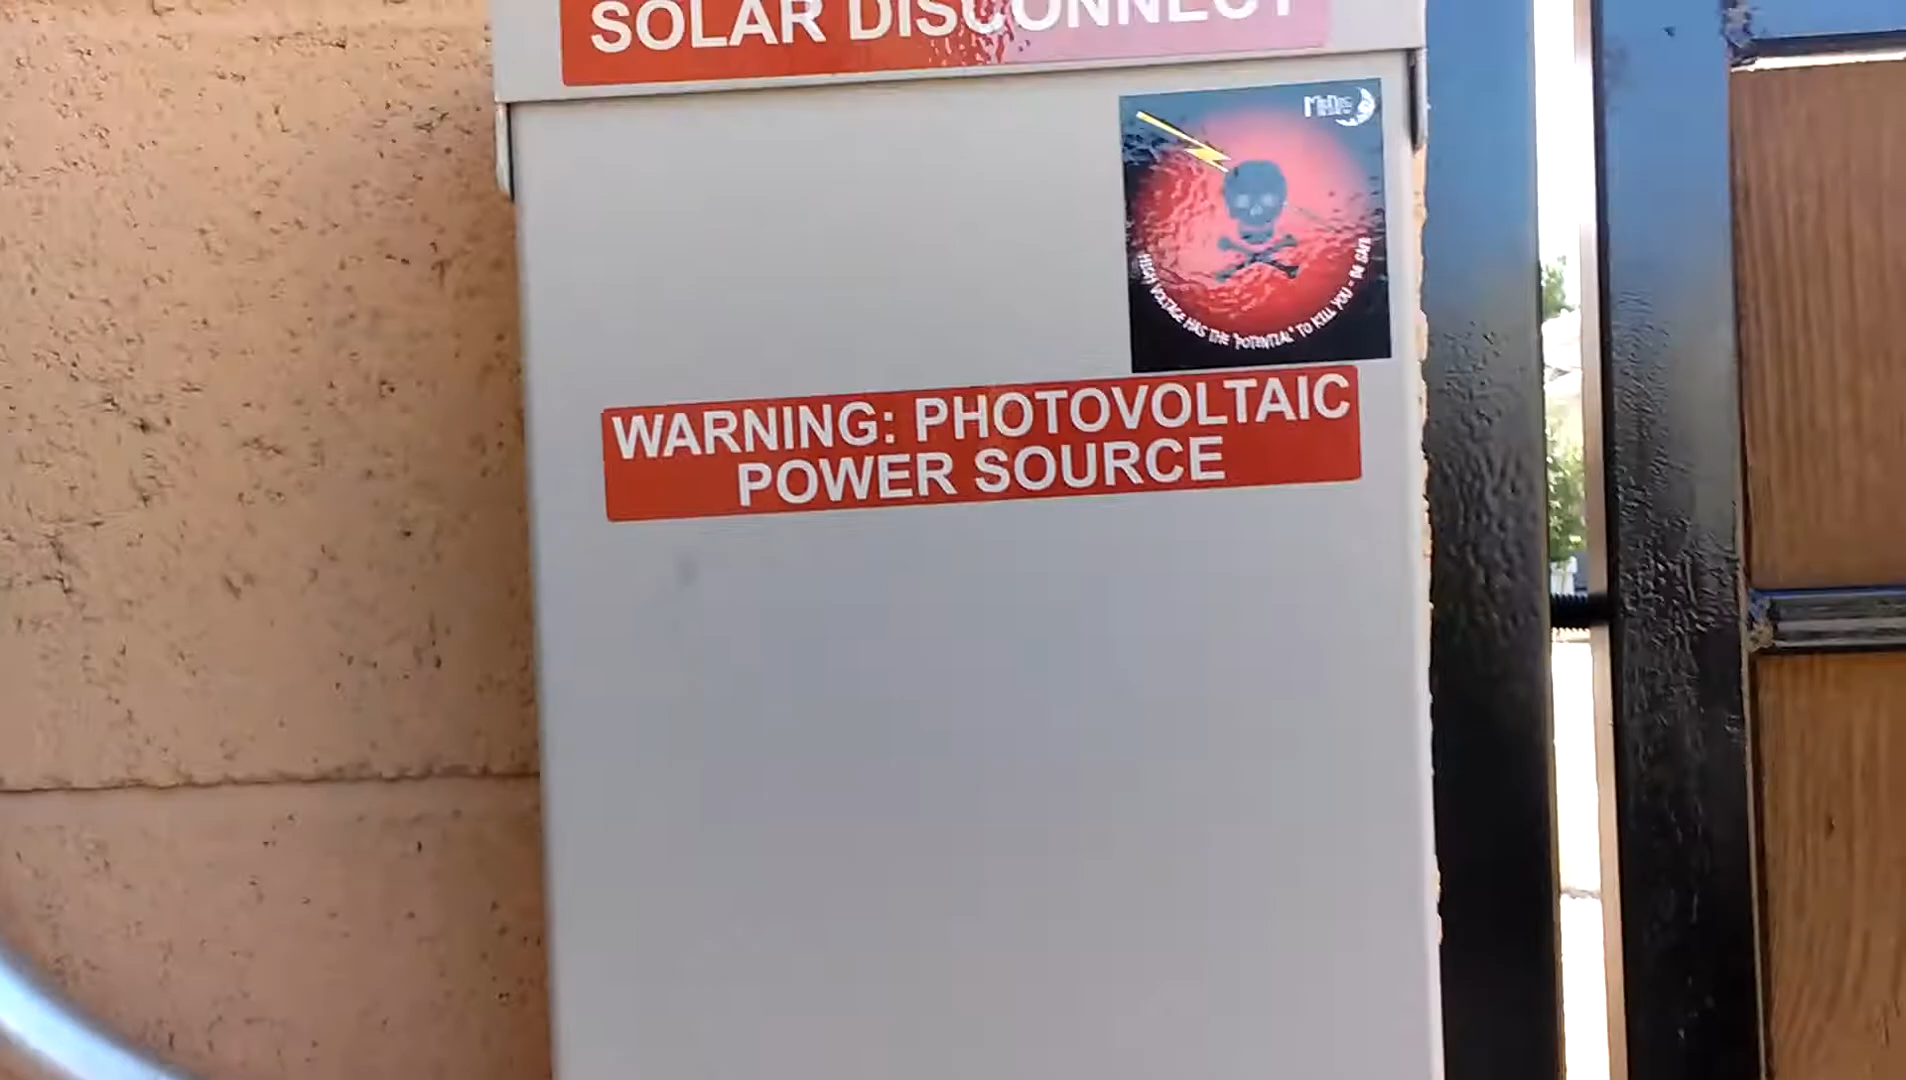 SOLAR DISCONNECT
HIGH VOLTAGE HAS THE "POTENTIAL" TO KILL YOU - BE SAFE
WARNING: PHOTOVOLTAIC
POWER SOURCE